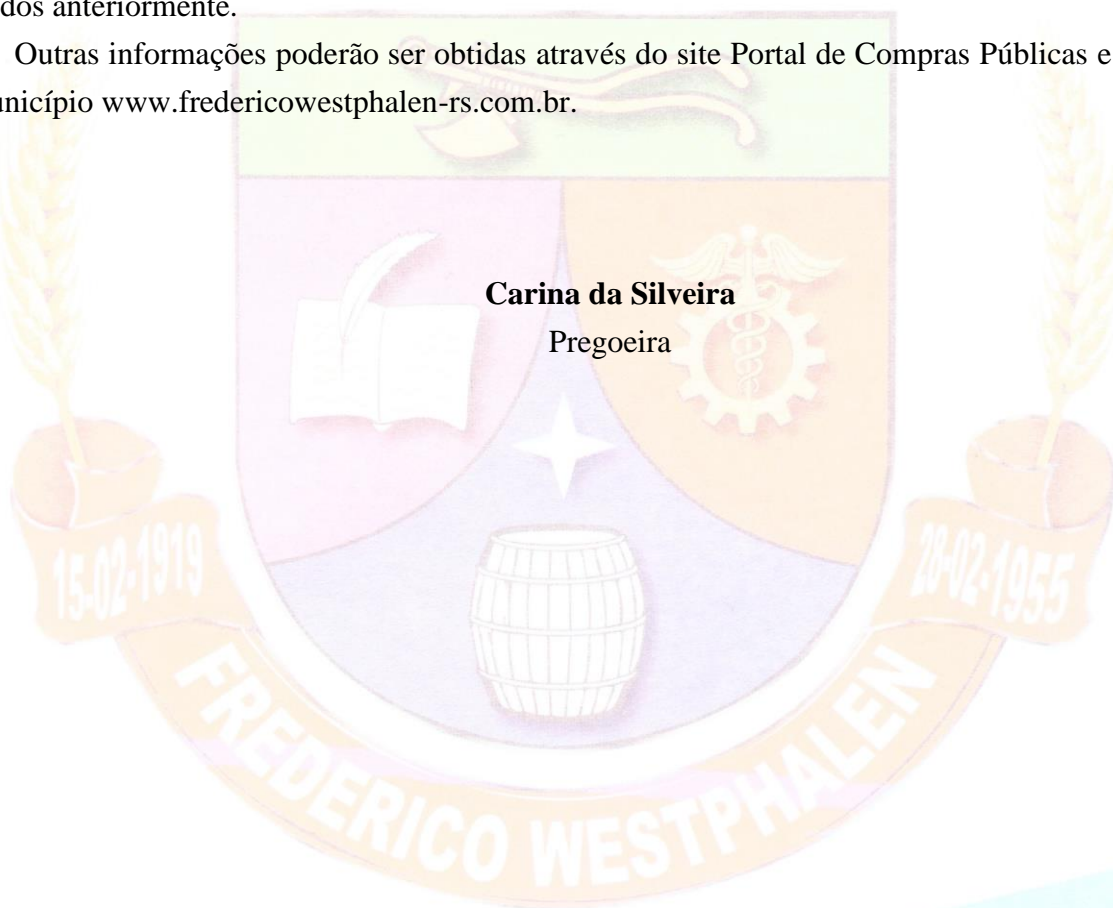 dos anteriormente.
Outras informações poderão ser obtidas através do site Portal de Compras Públicas e
unicípio www.fredericowestphalen-rs.com.br.
Carina da Silveira
Pregoeira
15-02-1919
28-02-1955
FREDERICO WESTPHALEN